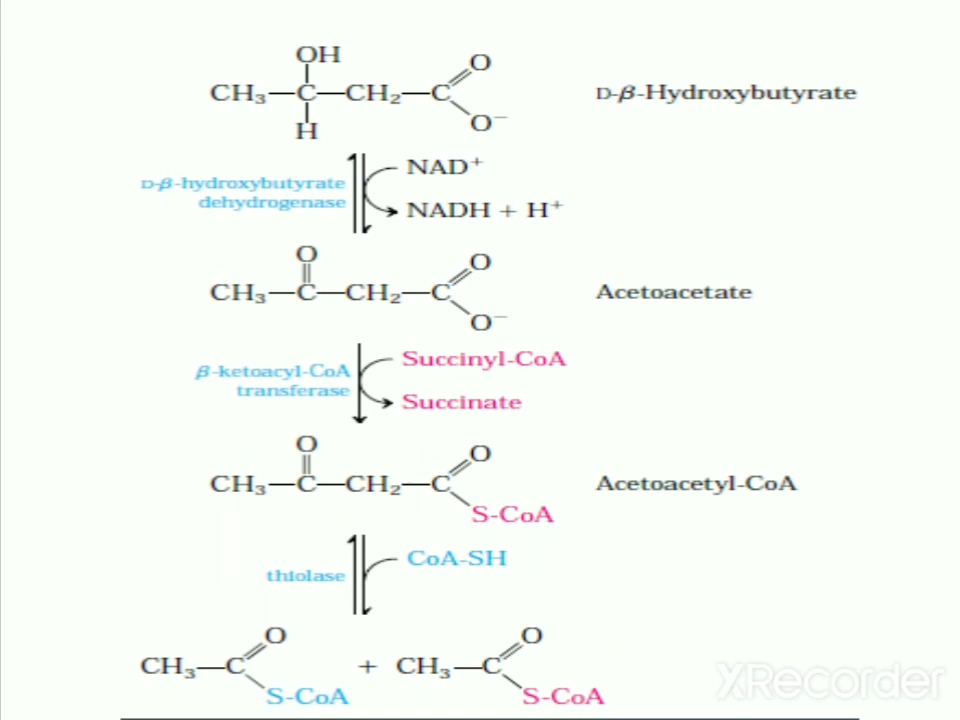 OH
O
CH₃—C—CH₂—C
D-β-Hydroxybutyrate
O⁻
H
NAD⁺
D-β-hydroxybutyrate
dehydrogenase
NADH + H⁺
O
O
CH₃—C—CH₂—C
Acetoacetate
O⁻
Succinyl-CoA
β-ketoacyl-CoA
transferase
Succinate
O
O
CH₃—C—CH₂—C
Acetoacetyl-CoA
S-CoA
CoA-SH
thiolase
O
O
CH₃—C + CH₃—C
S-CoA
S-CoA
XRecorder